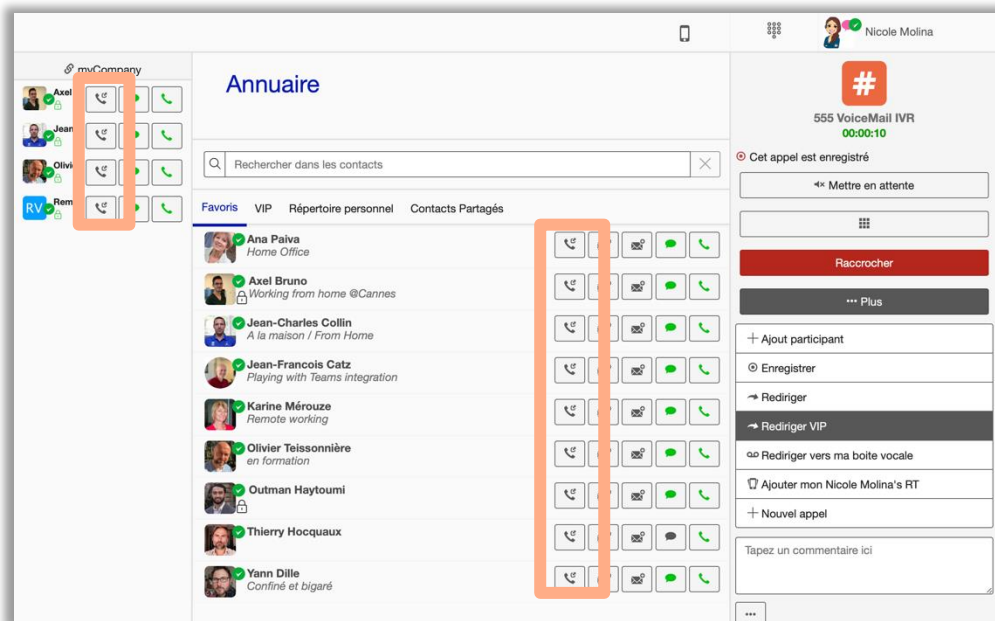 Nicole Molina
myCompany
Axel
Jean
Olivi
Rem
RV
Annuaire
Rechercher dans les contacts
Favoris VIP Répertoire personnel Contacts Partagés
Ana Paiva
Home Office
Axel Bruno
Working from home @Cannes
Jean-Charles Collin
A la maison / From Home
Jean-Francois Catz
Playing with Teams integration
Karine Mérouze
Remote working
Olivier Teissonnière
en formation
Outman Haytoumi
Thierry Hocquaux
Yann Dille
Confiné et bigaré
#
555 VoiceMail IVR
00:00:10
Cet appel est enregistré
Mettre en attente
Raccrocher
••• Plus
+ Ajout participant
Enregistrer
Rediriger
Rediriger VIP
Rediriger vers ma boite vocale
Ajouter mon Nicole Molina's RT
+ Nouvel appel
Tapez un commentaire ici
•••